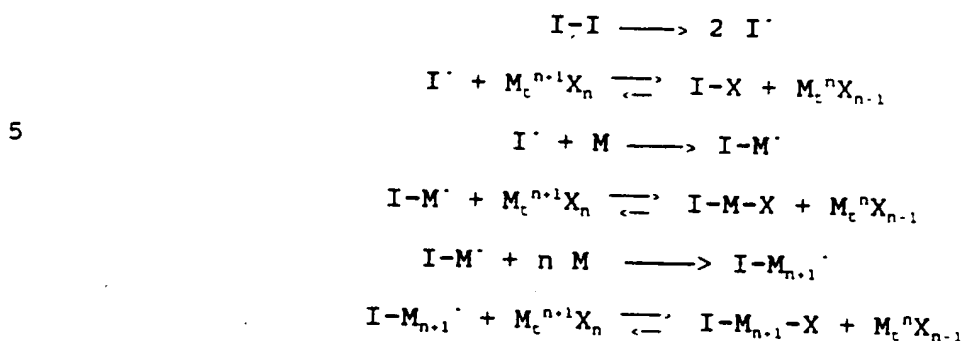 I-I ⟶ 2 I˙
I˙ + Mₜⁿ⁺¹Xₙ ⇌ I-X + MₜⁿXₙ₋₁
5
I˙ + M ⟶ I-M˙
I-M˙ + Mₜⁿ⁺¹Xₙ ⇌ I-M-X + MₜⁿXₙ₋₁
I-M˙ + n M ⟶ I-Mₙ₊₁˙
I-Mₙ₊₁˙ + Mₜⁿ⁺¹Xₙ ⇌ I-Mₙ₊₁-X + MₜⁿXₙ₋₁